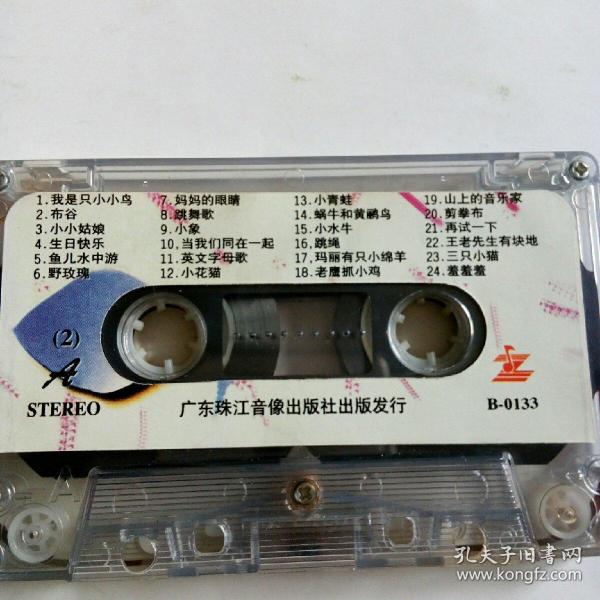 1.我是只小小鸟
2.布谷
3.小小姑娘
4.生日快乐
5.鱼儿水中游
6.野玫瑰
7.妈妈的眼睛
8.跳舞歌
9.小象
10.当我们同在一起
11.英文字母歌
12.小花猫
13.小青蛙
14.蜗牛和黄鹂鸟
15.小水牛
16.跳绳
17.玛丽有只小绵羊
18.老鹰抓小鸡
19.山上的音乐家
20.剪拳布
21.再试一下
22.王老先生有块地
23.三只小猫
24.羞羞羞
(2)
A
STEREO
广东珠江音像出版社出版发行
B-0133
A
孔夫子旧书网
www.kongfz.com